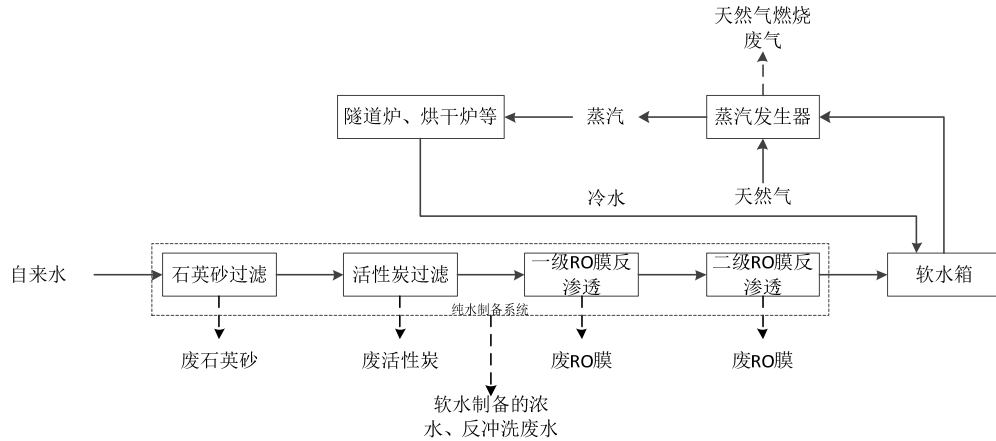 天然气燃烧
废气
隧道炉、烘干炉等
蒸汽
蒸汽发生器
冷水
天然气
自来水
石英砂过滤
活性炭过滤
一级RO膜反
渗透
二级RO膜反
渗透
软水箱
纯水制备系统
废石英砂
废活性炭
废RO膜
废RO膜
软水制备的浓
水、反冲洗废水